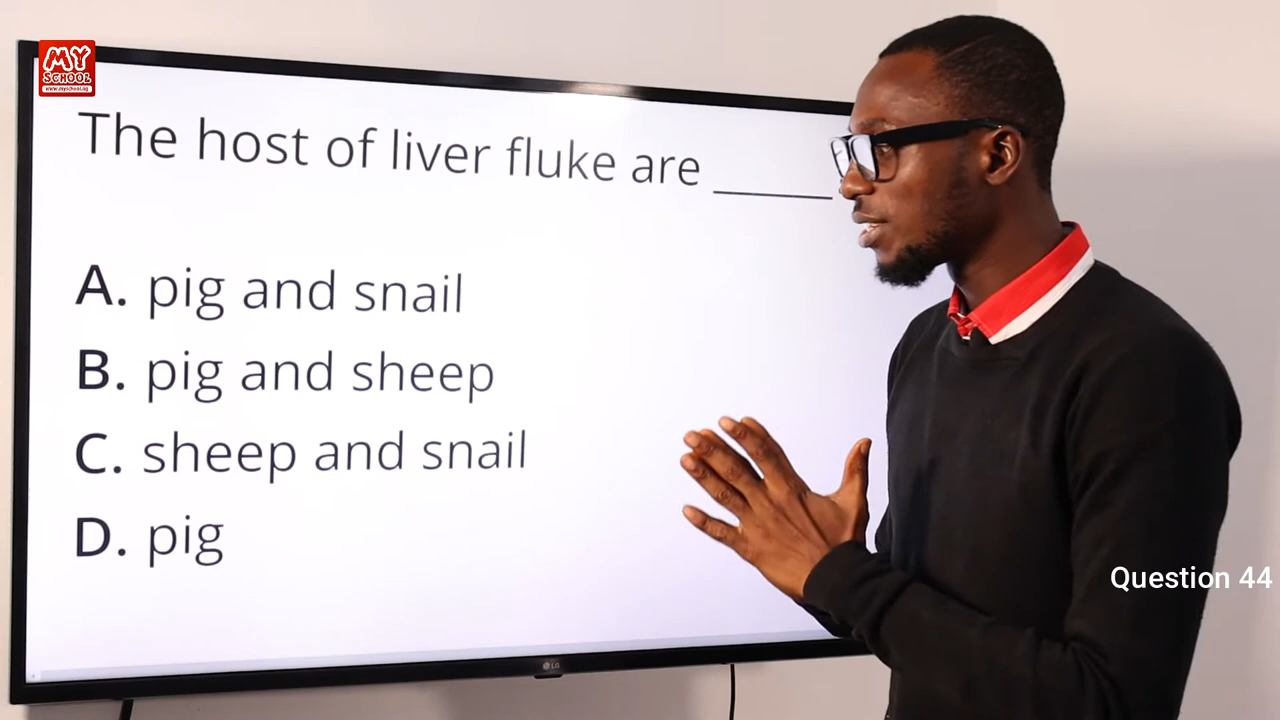 MY
SCHOOL
www.myschool.ng
The host of liver fluke are _____
A. pig and snail
B. pig and sheep
C. sheep and snail
D. pig
Question 44
LG